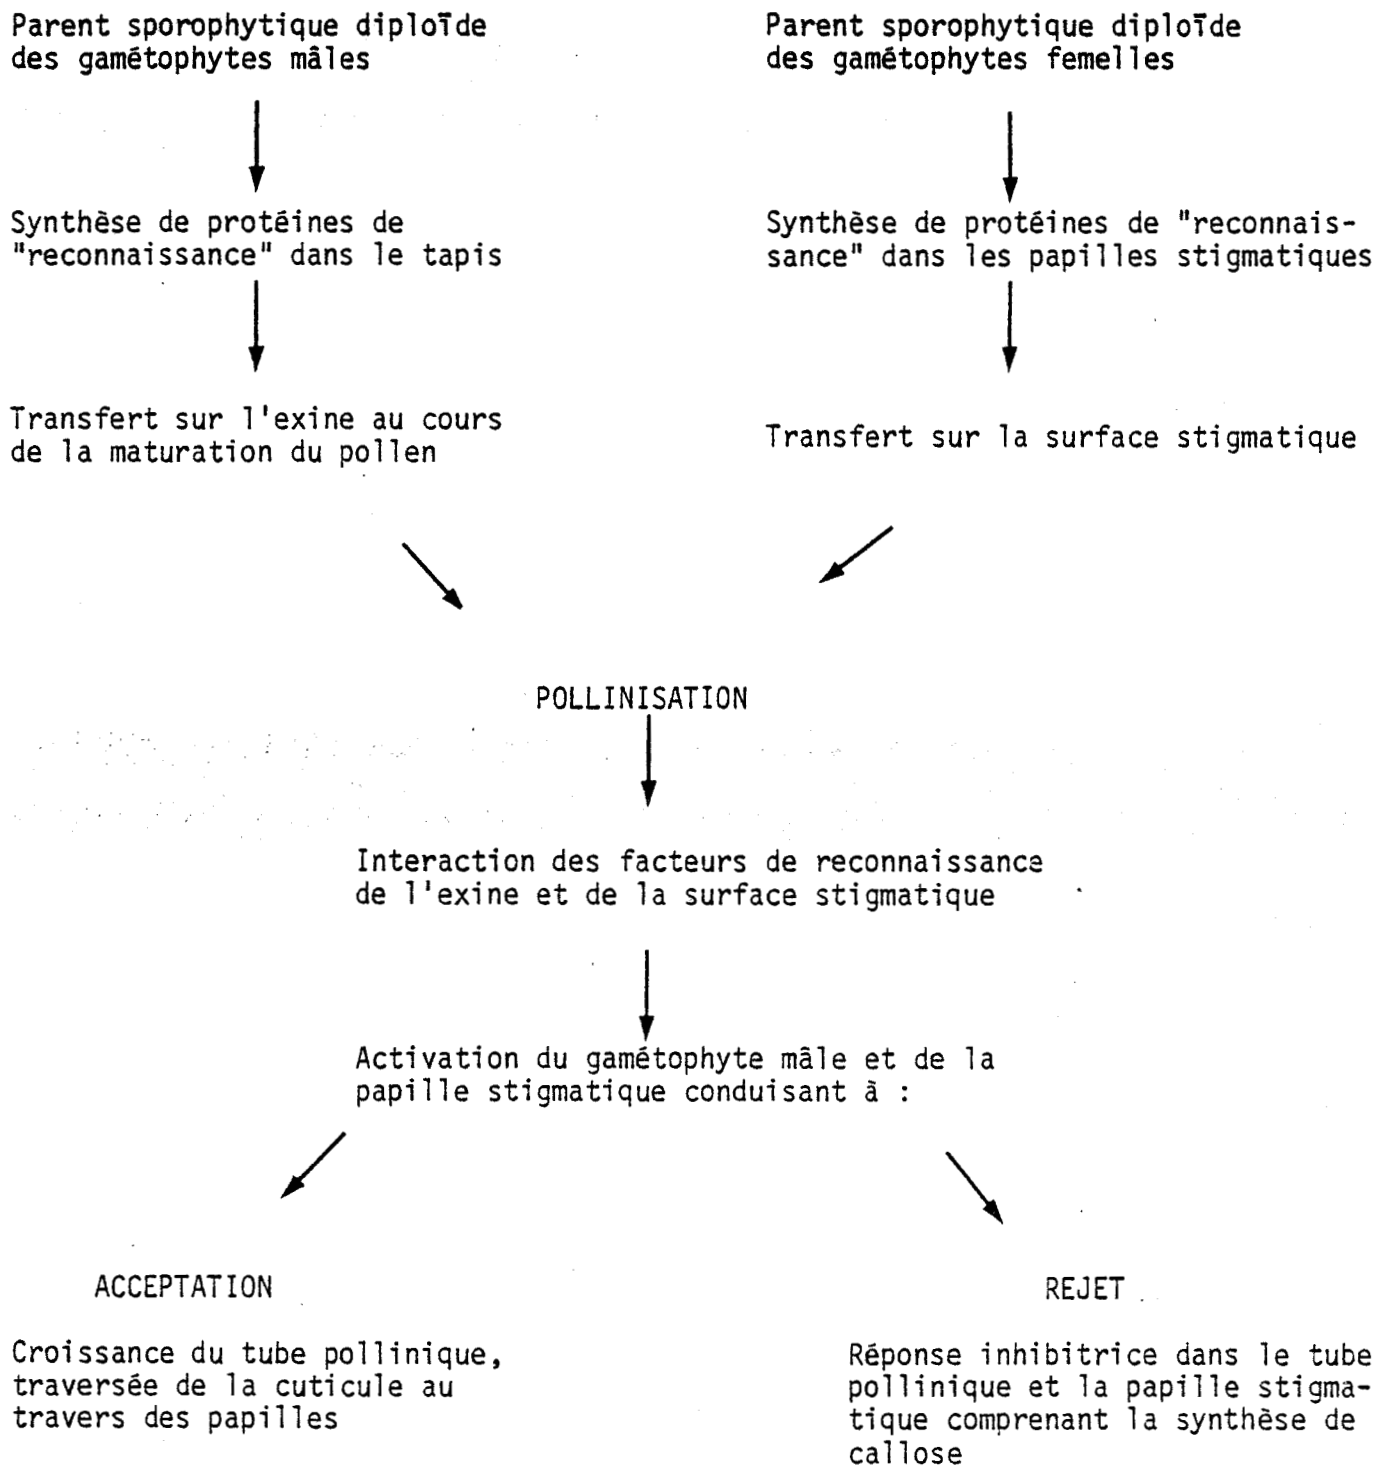 Parent sporophytique diploïde
des gamétophytes mâles
Parent sporophytique diploïde
des gamétophytes femelles
Synthèse de protéines de
"reconnaissance" dans le tapis
Synthèse de protéines de "reconnais-
sance" dans les papilles stigmatiques
Transfert sur l'exine au cours
de la maturation du pollen
Transfert sur la surface stigmatique
POLLINISATION
Interaction des facteurs de reconnaissance
de l'exine et de la surface stigmatique
Activation du gamétophyte mâle et de la
papille stigmatique conduisant à :
ACCEPTATION
Croissance du tube pollinique,
traversée de la cuticule au
travers des papilles
REJET
Réponse inhibitrice dans le tube
pollinique et la papille stigma-
tique comprenant la synthèse de
callose